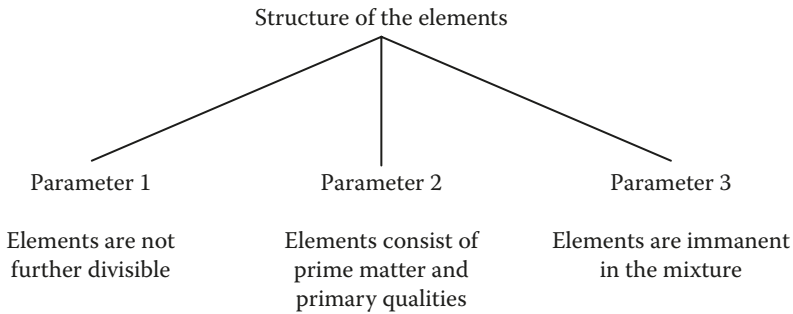 Structure of the elements
Parameter 1
Parameter 2
Parameter 3
Elements are not
further divisible
Elements consist of
prime matter and
primary qualities
Elements are immanent
in the mixture